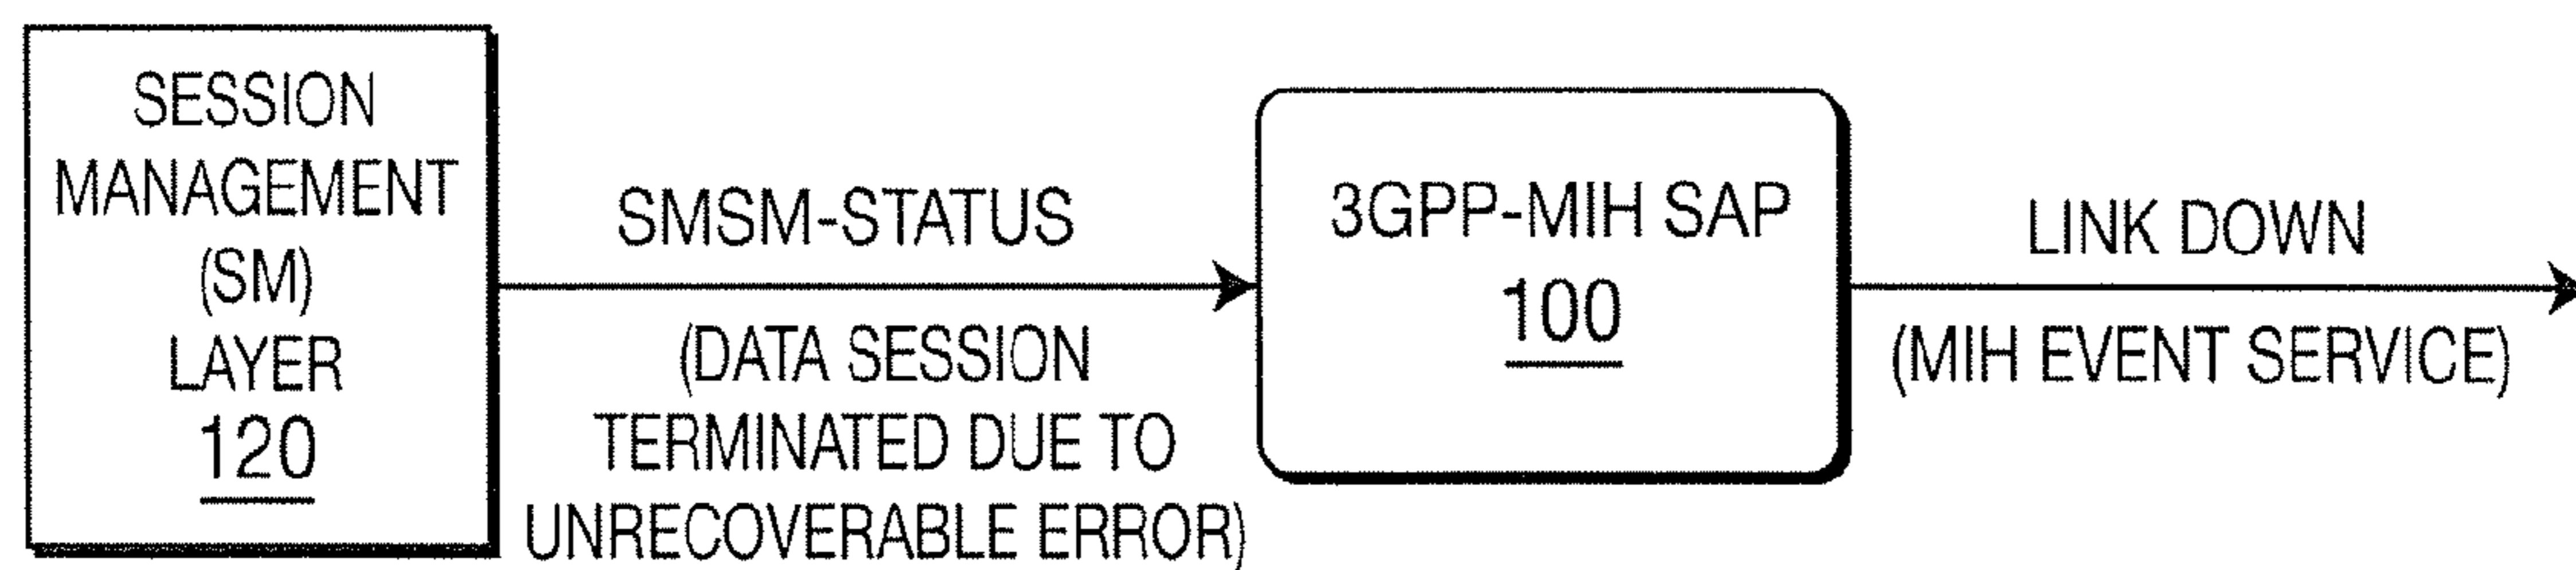 SESSION
MANAGEMENT
(SM)
LAYER
120
SMSM-STATUS
(DATA SESSION
TERMINATED DUE TO
UNRECOVERABLE ERROR)
3GPP-MIH SAP
100
LINK DOWN
(MIH EVENT SERVICE)